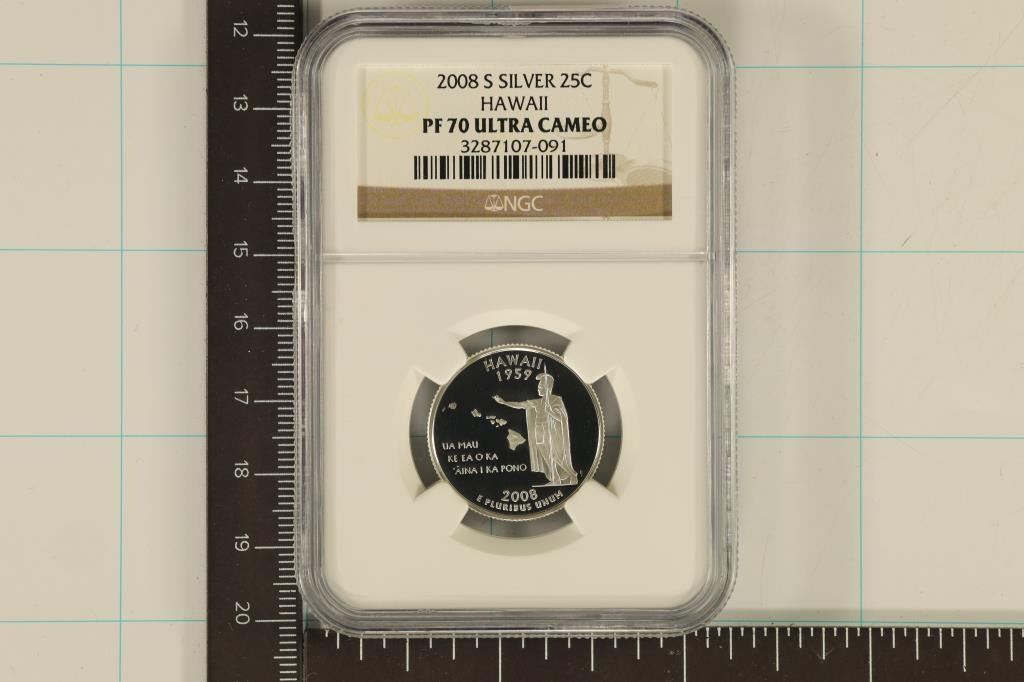 2008 S SILVER 25C
HAWAII
PF 70 ULTRA CAMEO
3287107-091
NGC
HAWAII
1959
UA MAU
KE EA O KA
ʻĀINA I KA PONO
2008
E PLURIBUS UNUM
12
13
14
15
16
17
18
19
20